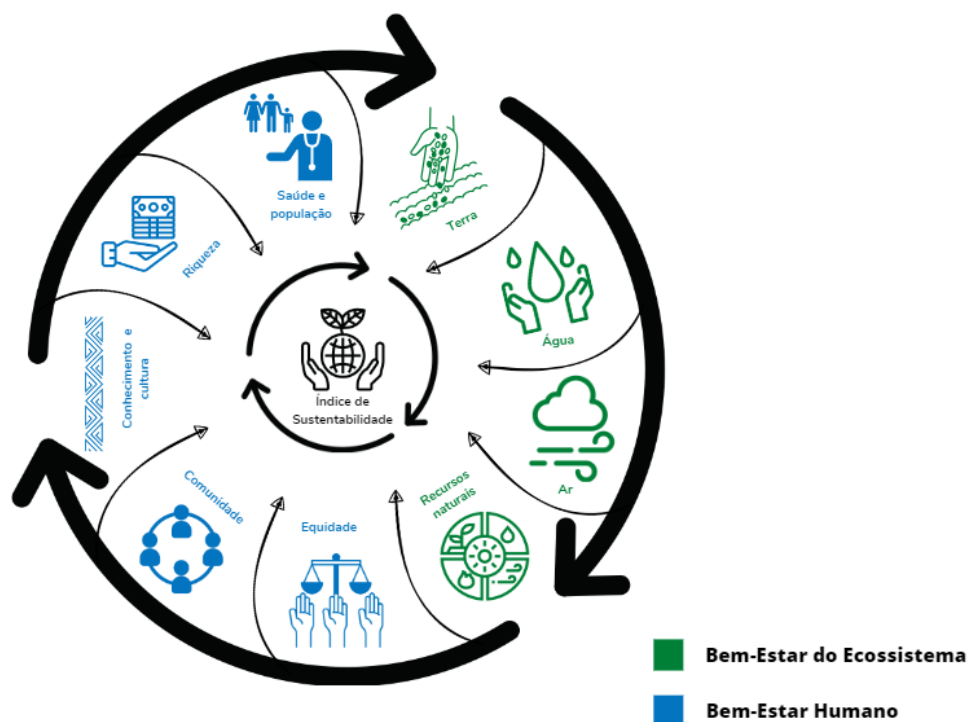 Saúde e
população
Terra
Riqueza
Água
Conhecimento e
cultura
Índice de
Sustentabilidade
Ar
Recursos
naturais
Comunidade
Equidade
Bem-Estar do Ecossistema
Bem-Estar Humano